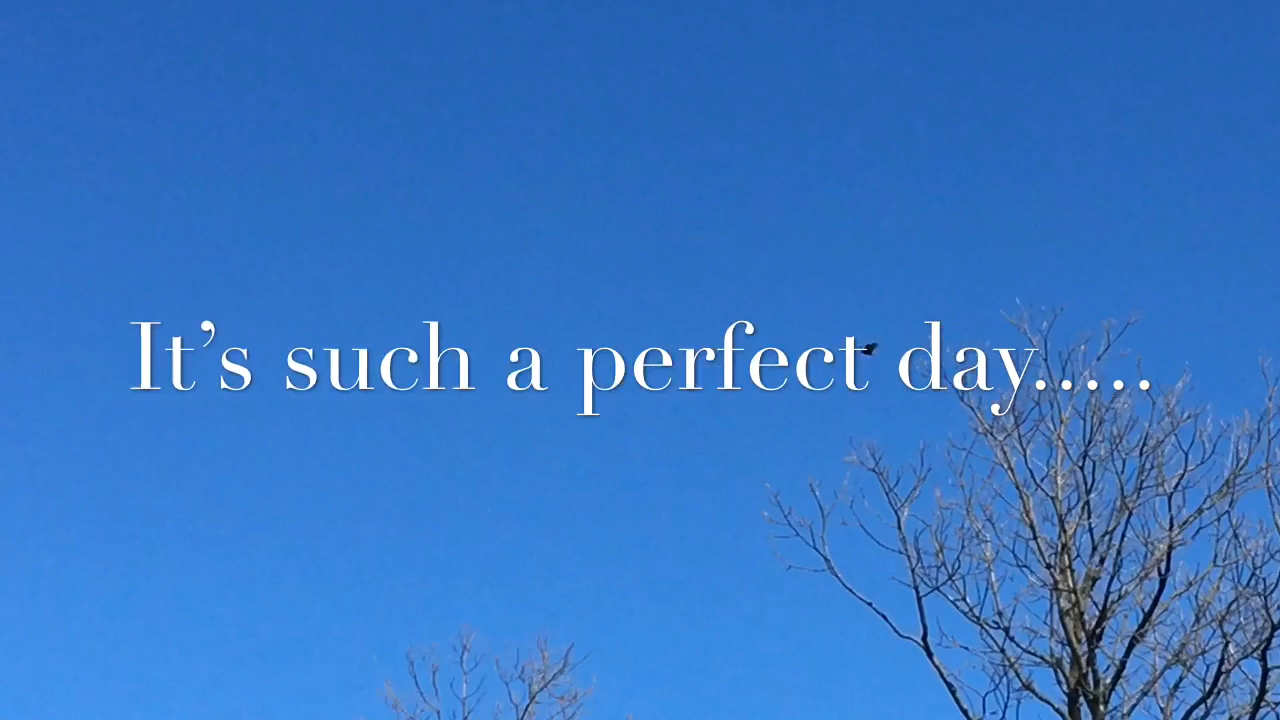 It’s such a perfect day.....